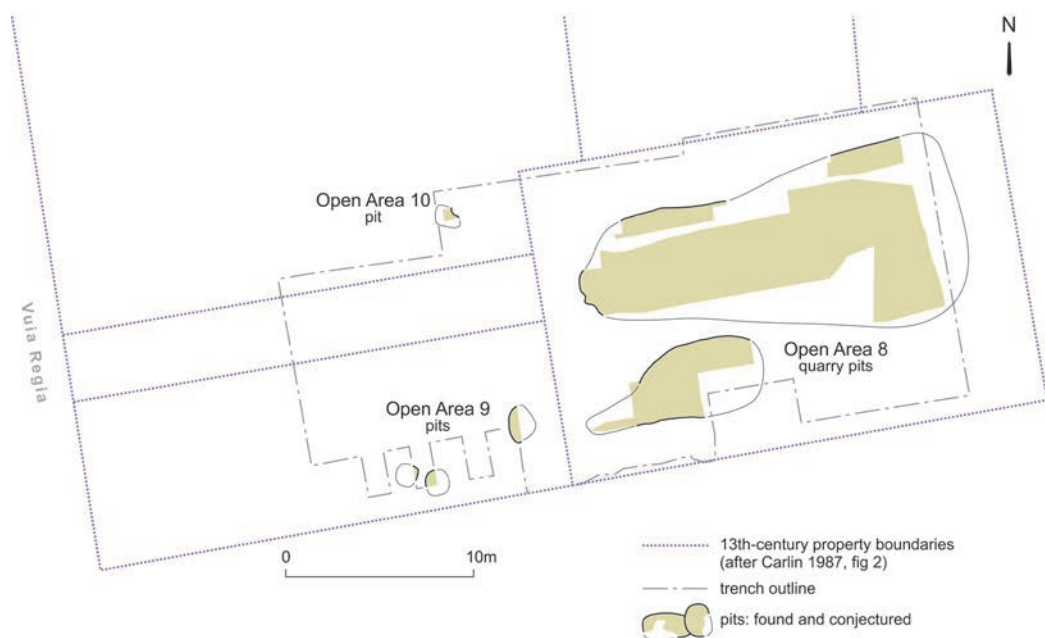 N
Open Area 10
pit
Vuia Regia
Open Area 8
quarry pits
Open Area 9
pits
0 10m
13th-century property boundaries
(after Carlin 1987, fig 2)
trench outline
pits: found and conjectured